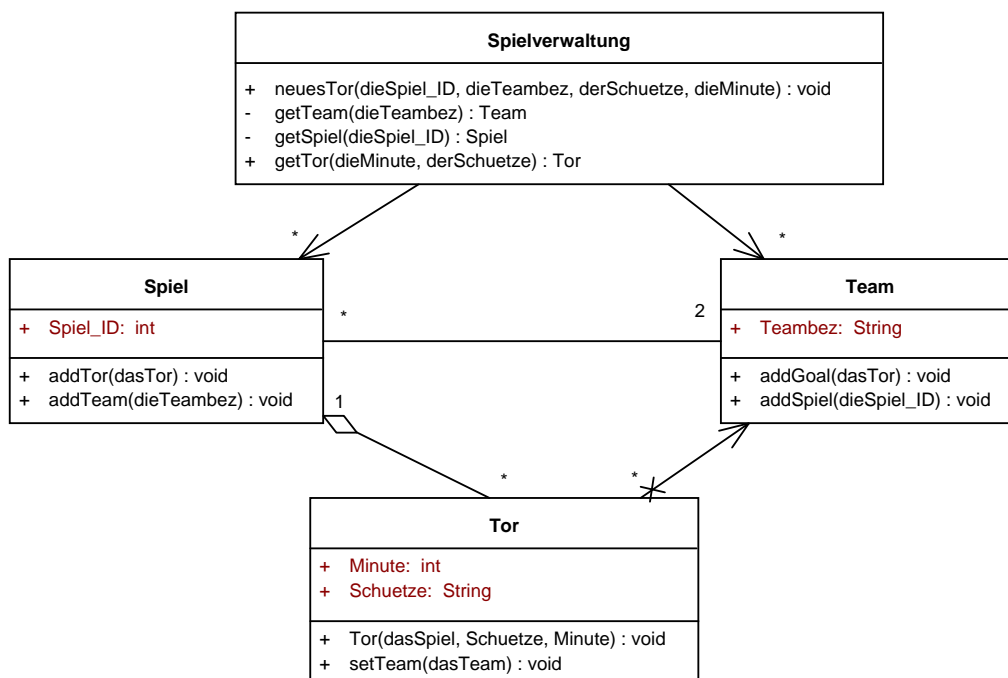 Spielverwaltung
+ neuesTor(dieSpiel_ID, dieTeambez, derSchuetze, dieMinute) : void
- getTeam(dieTeambez) : Team
- getSpiel(dieSpiel_ID) : Spiel
+ getTor(dieMinute, derSchuetze) : Tor
* *
Spiel
+ Spiel_ID: int
+ addTor(dasTor) : void
+ addTeam(dieTeambez) : void
* 2
Team
+ Teambez: String
+ addGoal(dasTor) : void
+ addSpiel(dieSpiel_ID) : void
1
* *
Tor
+ Minute: int
+ Schuetze: String
+ Tor(dasSpiel, Schuetze, Minute) : void
+ setTeam(dasTeam) : void